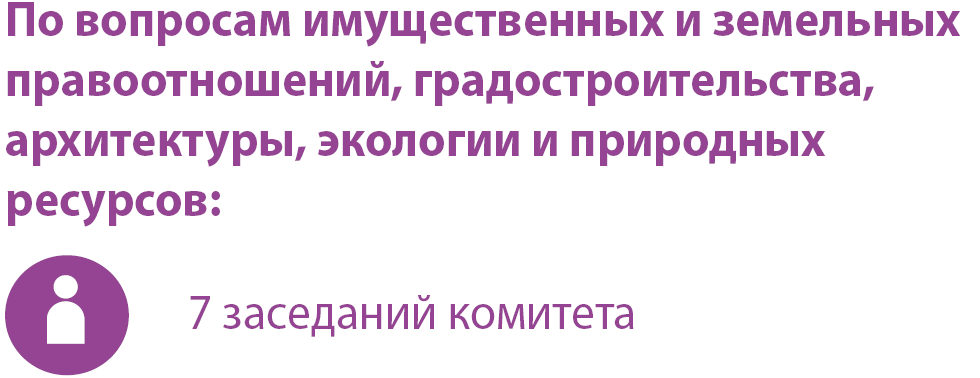 По вопросам имущественных и земельных
правоотношений, градостроительства,
архитектуры, экологии и природных
ресурсов:
7 заседаний комитета